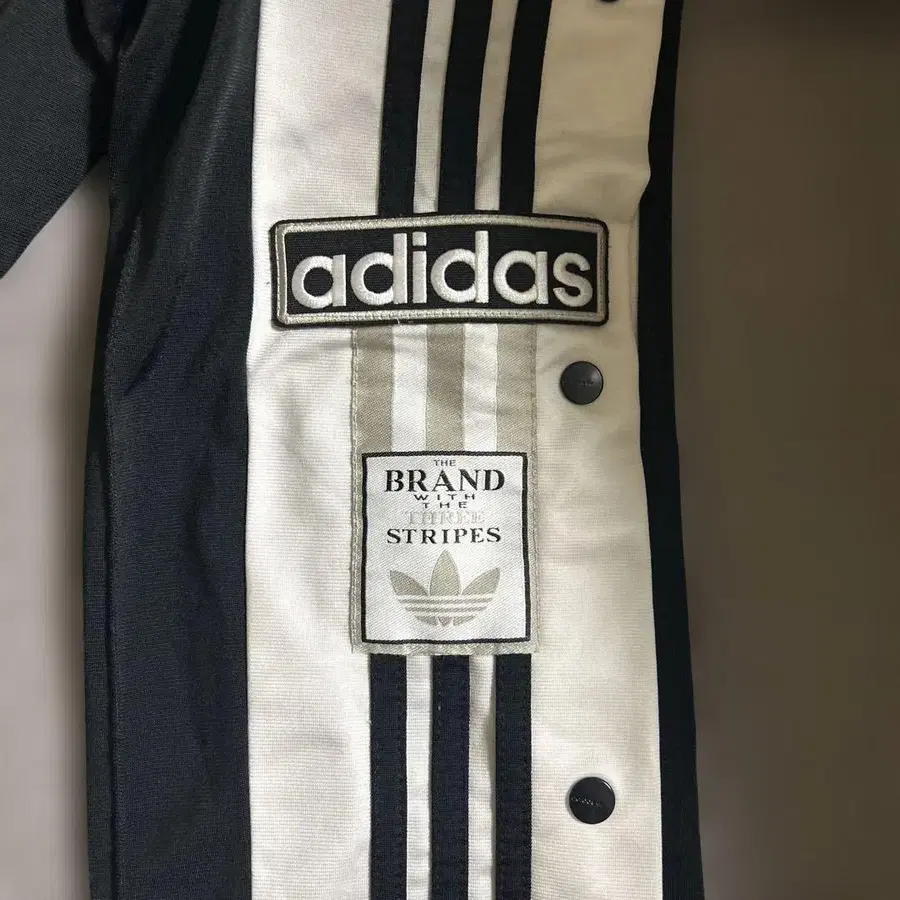 adidas
THE
BRAND
WITH
THE
THREE
STRIPES